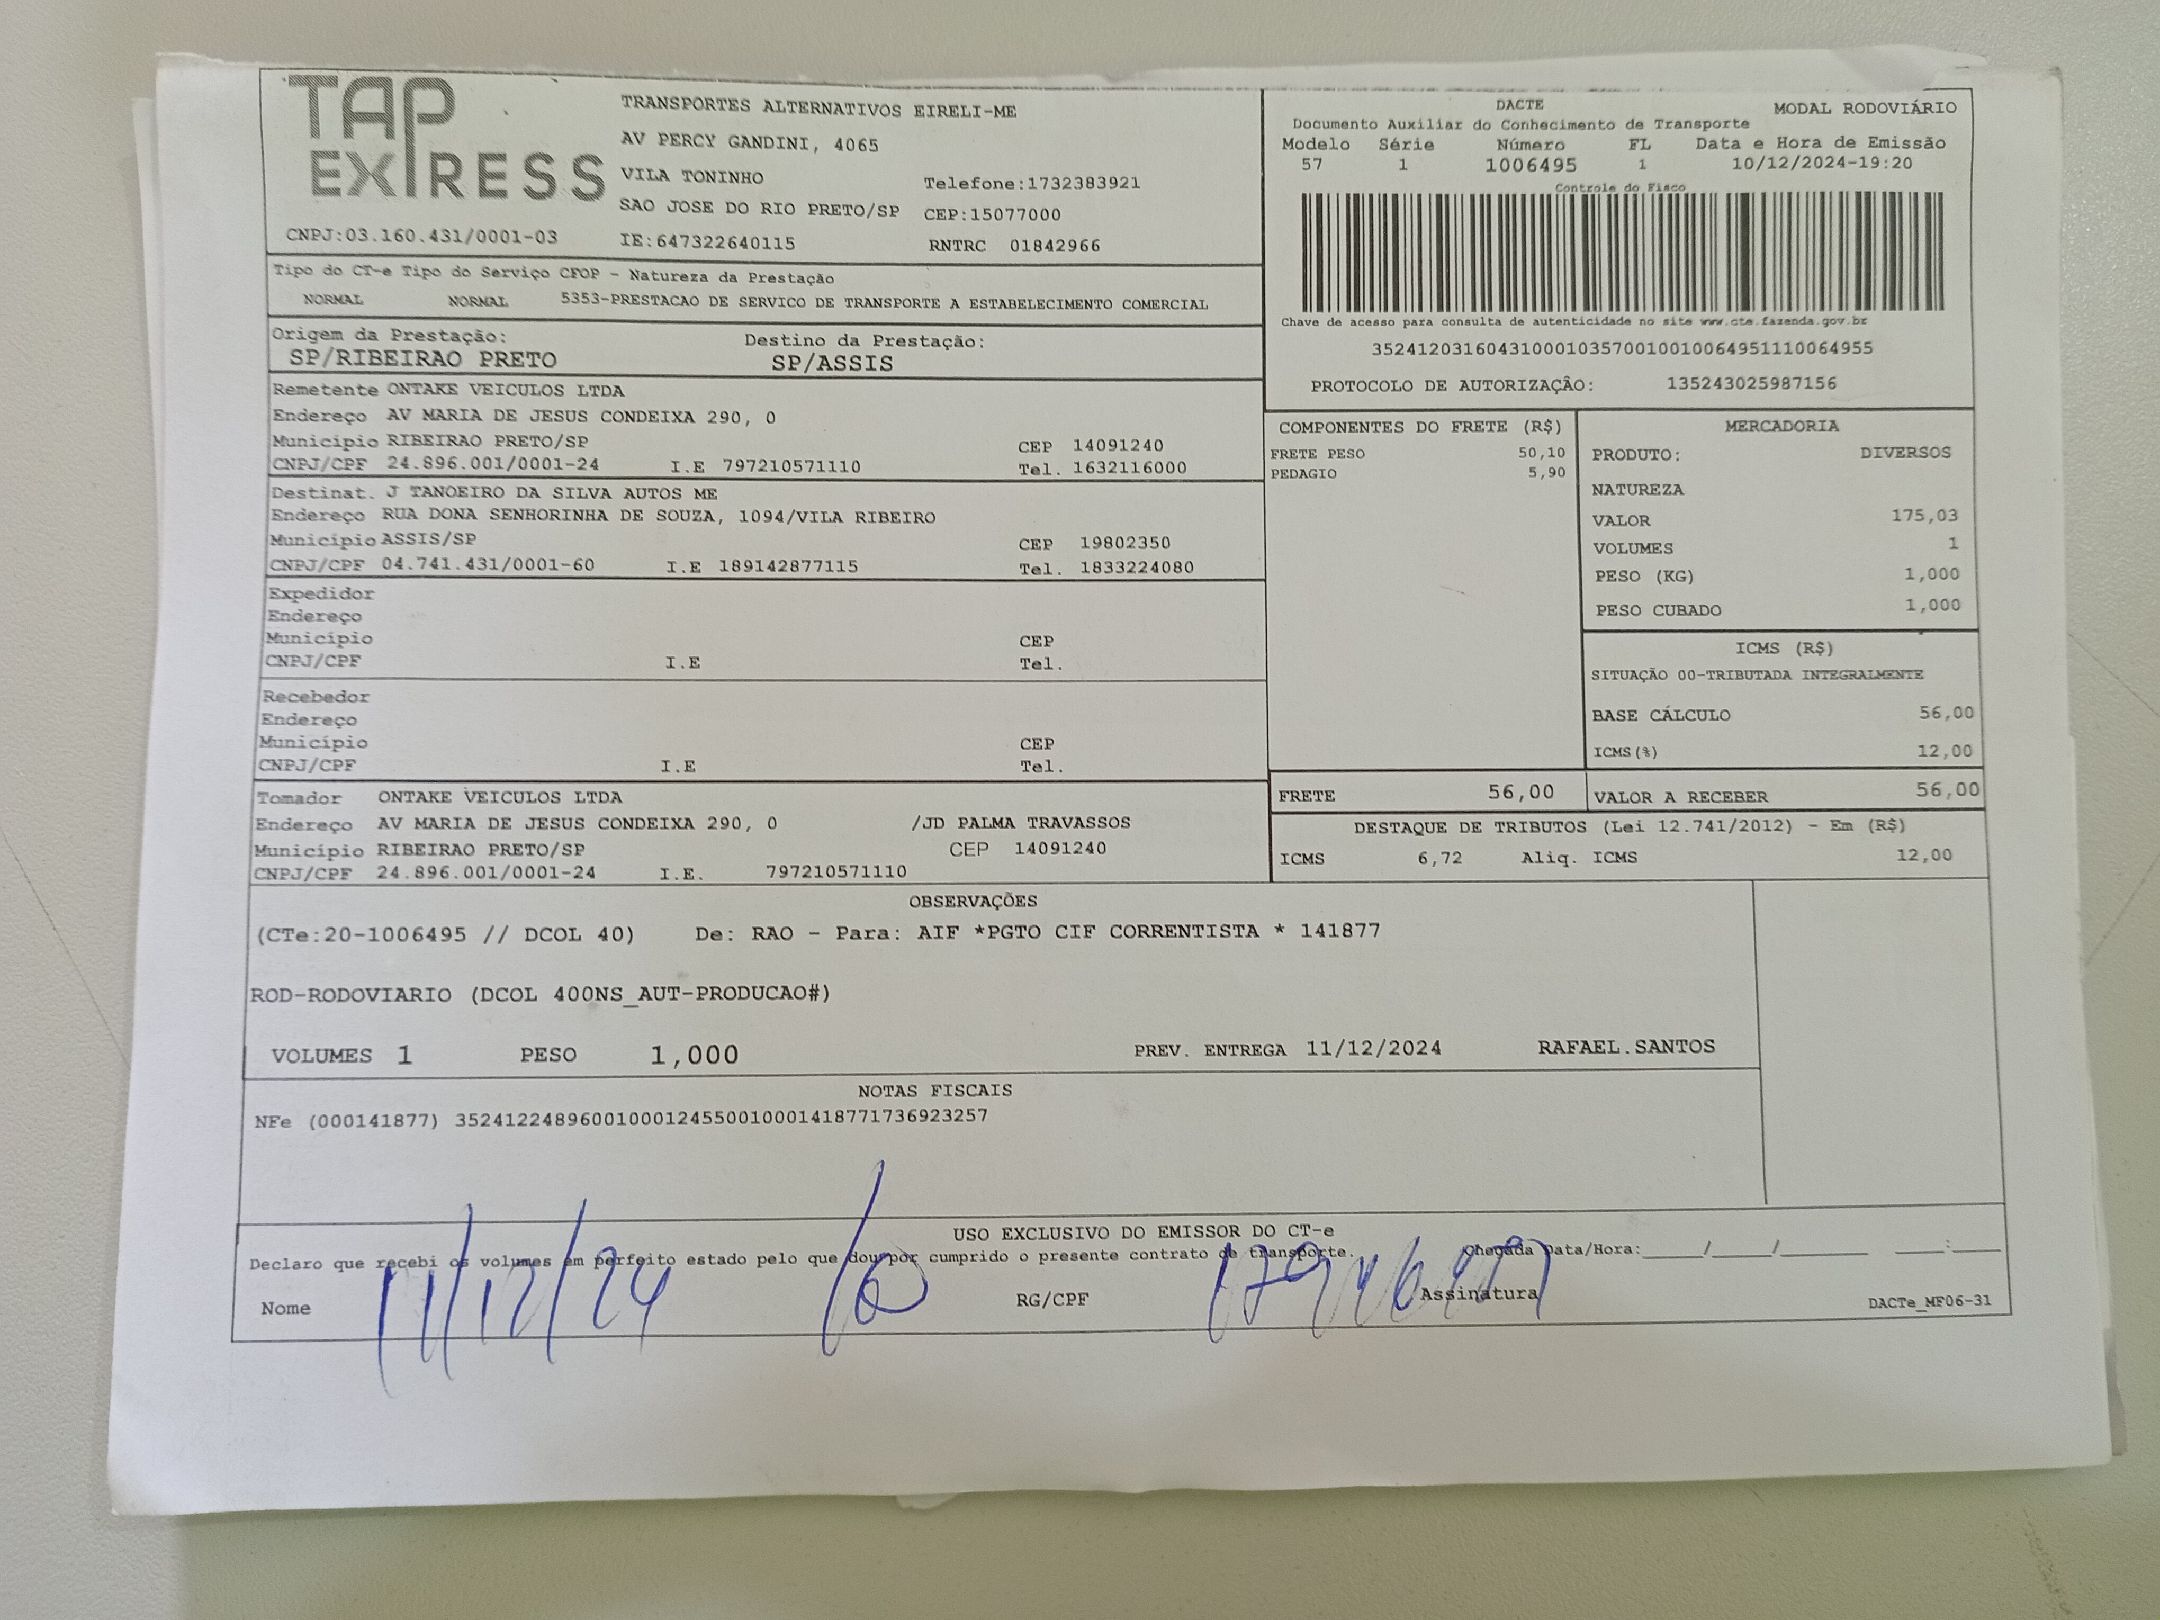 TAP
EXPRESS
TRANSPORTES ALTERNATIVOS EIRELI-ME
AV PERCY GANDINI, 4065
VILA TONINHO Telefone:1732383921
SAO JOSE DO RIO PRETO/SP CEP:15077000
CNPJ:03.160.431/0001-03 IE:647322640115 RNTRC 01842966
DACTE MODAL RODOVIÁRIO
Documento Auxiliar do Conhecimento de Transporte
Modelo Série Número FL Data e Hora de Emissão
57 1 1006495 1 10/12/2024-19:20
Controle do Fisco
Chave de acesso para consulta de autenticidade no site www.cte.fazenda.gov.br
35241203160431000103570010010064951110064955
PROTOCOLO DE AUTORIZAÇÃO: 135243025987156
Tipo do CT-e Tipo do Serviço CFOP - Natureza da Prestação
NORMAL NORMAL 5353-PRESTACAO DE SERVICO DE TRANSPORTE A ESTABELECIMENTO COMERCIAL
Origem da Prestação: Destino da Prestação:
SP/RIBEIRAO PRETO SP/ASSIS
Remetente ONTAKE VEICULOS LTDA
Endereço AV MARIA DE JESUS CONDEIXA 290, 0
Município RIBEIRAO PRETO/SP CEP 14091240
CNPJ/CPF 24.896.001/0001-24 I.E 797210571110 Tel. 1632116000
Destinat. J TANOEIRO DA SILVA AUTOS ME
Endereço RUA DONA SENHORINHA DE SOUZA, 1094/VILA RIBEIRO
Município ASSIS/SP CEP 19802350
CNPJ/CPF 04.741.431/0001-60 I.E 189142877115 Tel. 1833224080
Expedidor
Endereço
Município CEP
CNPJ/CPF I.E Tel.
Recebedor
Endereço
Município CEP
CNPJ/CPF I.E Tel.
Tomador ONTAKE VEICULOS LTDA
Endereço AV MARIA DE JESUS CONDEIXA 290, 0 /JD PALMA TRAVASSOS
Município RIBEIRAO PRETO/SP CEP 14091240
CNPJ/CPF 24.896.001/0001-24 I.E. 797210571110
COMPONENTES DO FRETE (R$)
FRETE PESO 50,10
PEDAGIO 5,90
MERCADORIA
PRODUTO: DIVERSOS
NATUREZA
VALOR 175,03
VOLUMES 1
PESO (KG) 1,000
PESO CUBADO 1,000
ICMS (R$)
SITUAÇÃO 00-TRIBUTADA INTEGRALMENTE
BASE CÁLCULO 56,00
ICMS(%) 12,00
FRETE 56,00 VALOR A RECEBER 56,00
DESTAQUE DE TRIBUTOS (Lei 12.741/2012) - Em (R$)
ICMS 6,72 Aliq. ICMS 12,00
OBSERVAÇÕES
(CTe:20-1006495 // DCOL 40) De: RAO - Para: AIF *PGTO CIF CORRENTISTA * 141877
ROD-RODOVIARIO (DCOL 400NS_AUT-PRODUCAO#)
VOLUMES 1 PESO 1,000 PREV. ENTREGA 11/12/2024 RAFAEL.SANTOS
NOTAS FISCAIS
NFe (000141877) 35241224896001000124550010001418771736923257
USO EXCLUSIVO DO EMISSOR DO CT-e
Declaro que recebi os volumes em perfeito estado pelo que dou por cumprido o presente contrato de transporte. Chegada Data/Hora:____/____/______ ___:___
Nome 11/12/24 RG/CPF Assinatura DACTe_MF06-31